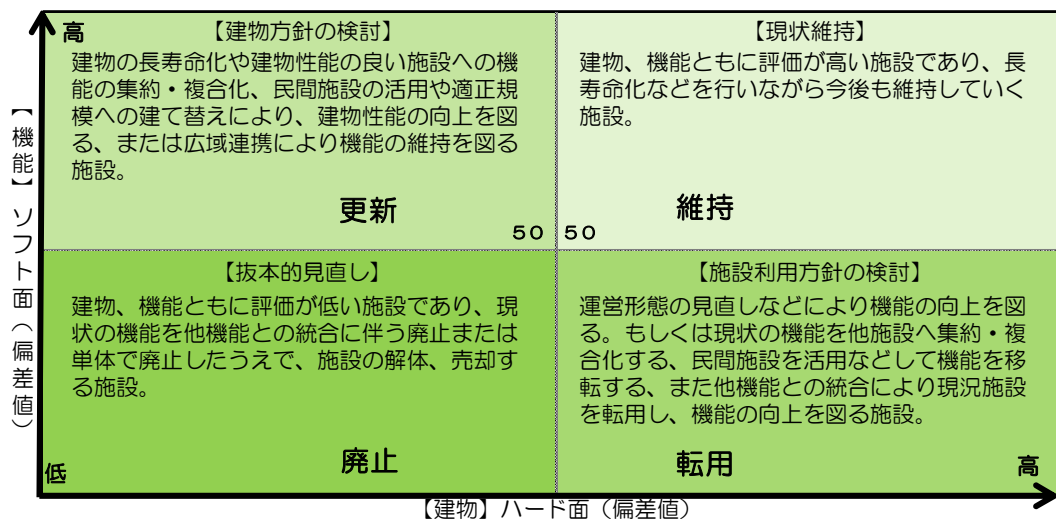 高
【建物方針の検討】
建物の長寿命化や建物性能の良い施設への機
能の集約・複合化、民間施設の活用や適正規
模への建て替えにより、建物性能の向上を図
る、または広域連携により機能の維持を図る
施設。
更新
50
【現状維持】
建物、機能ともに評価が高い施設であり、長
寿命化などを行いながら今後も維持していく
施設。
維持
50
【機能】ソフト面(偏差値)
【抜本的見直し】
建物、機能ともに評価が低い施設であり、現
状の機能を他機能との統合に伴う廃止または
単体で廃止したうえで、施設の解体、売却す
る施設。
廃止
低
【施設利用方針の検討】
運営形態の見直しなどにより機能の向上を図
る。もしくは現状の機能を他施設へ集約・複
合化する、民間施設を活用などして機能を移
転する、また他機能との統合により現況施設
を転用し、機能の向上を図る施設。
転用
高
【建物】ハード面(偏差値)